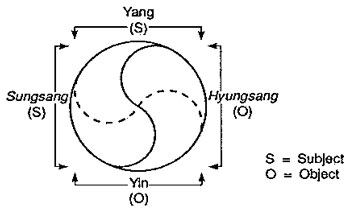 Yang
(S)
Sungsang
(S)
Hyungsang
(O)
Yin
(O)
S = Subject
O = Object